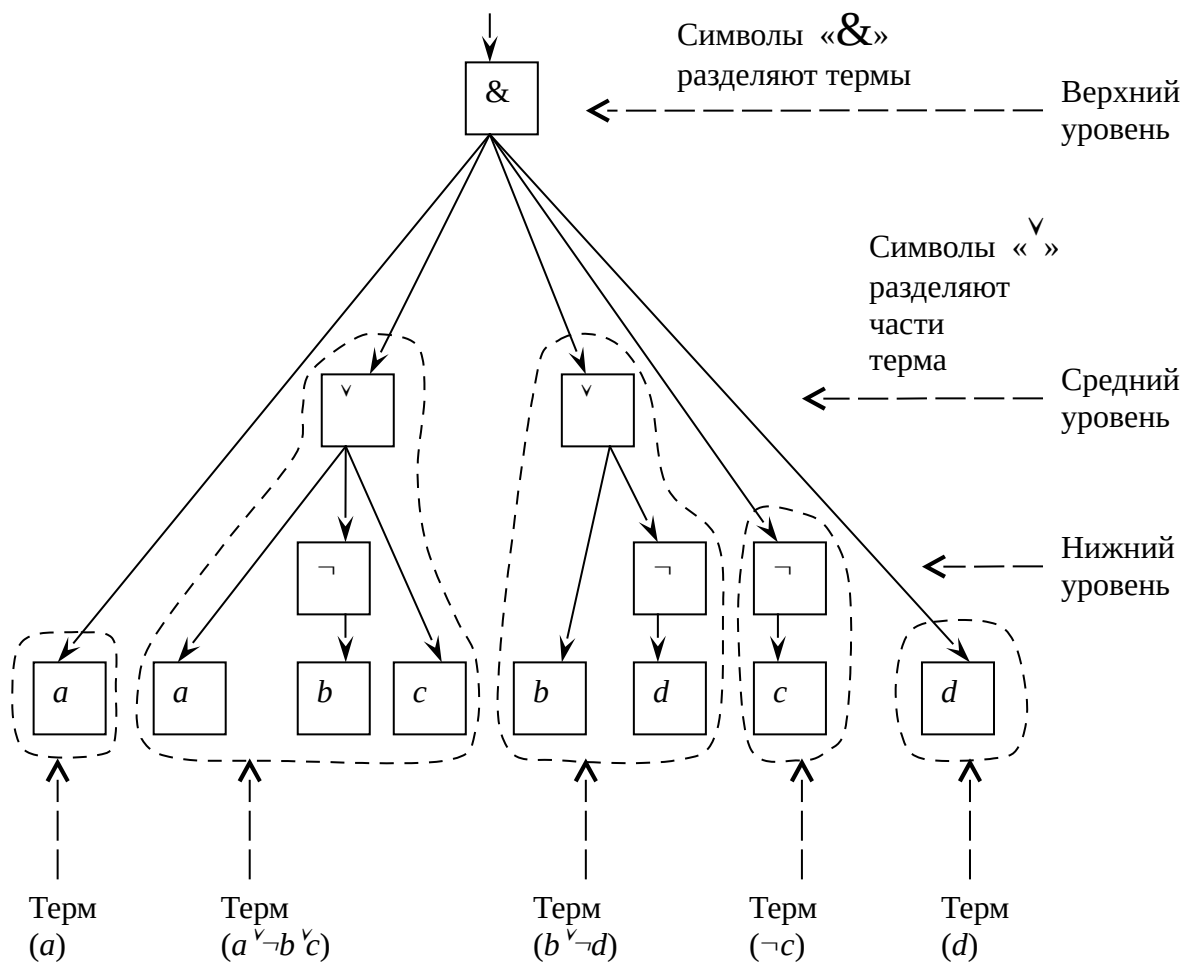 Символы «&»
разделяют термы
Верхний
уровень
&
Символы «˅»
разделяют
части
терма
Средний
уровень
˅ ˅
Нижний
уровень
¬ ¬ ¬
a a b c b d c d
Терм Терм Терм Терм Терм
(a) (a˅¬b˅c) (b˅¬d) (¬c) (d)